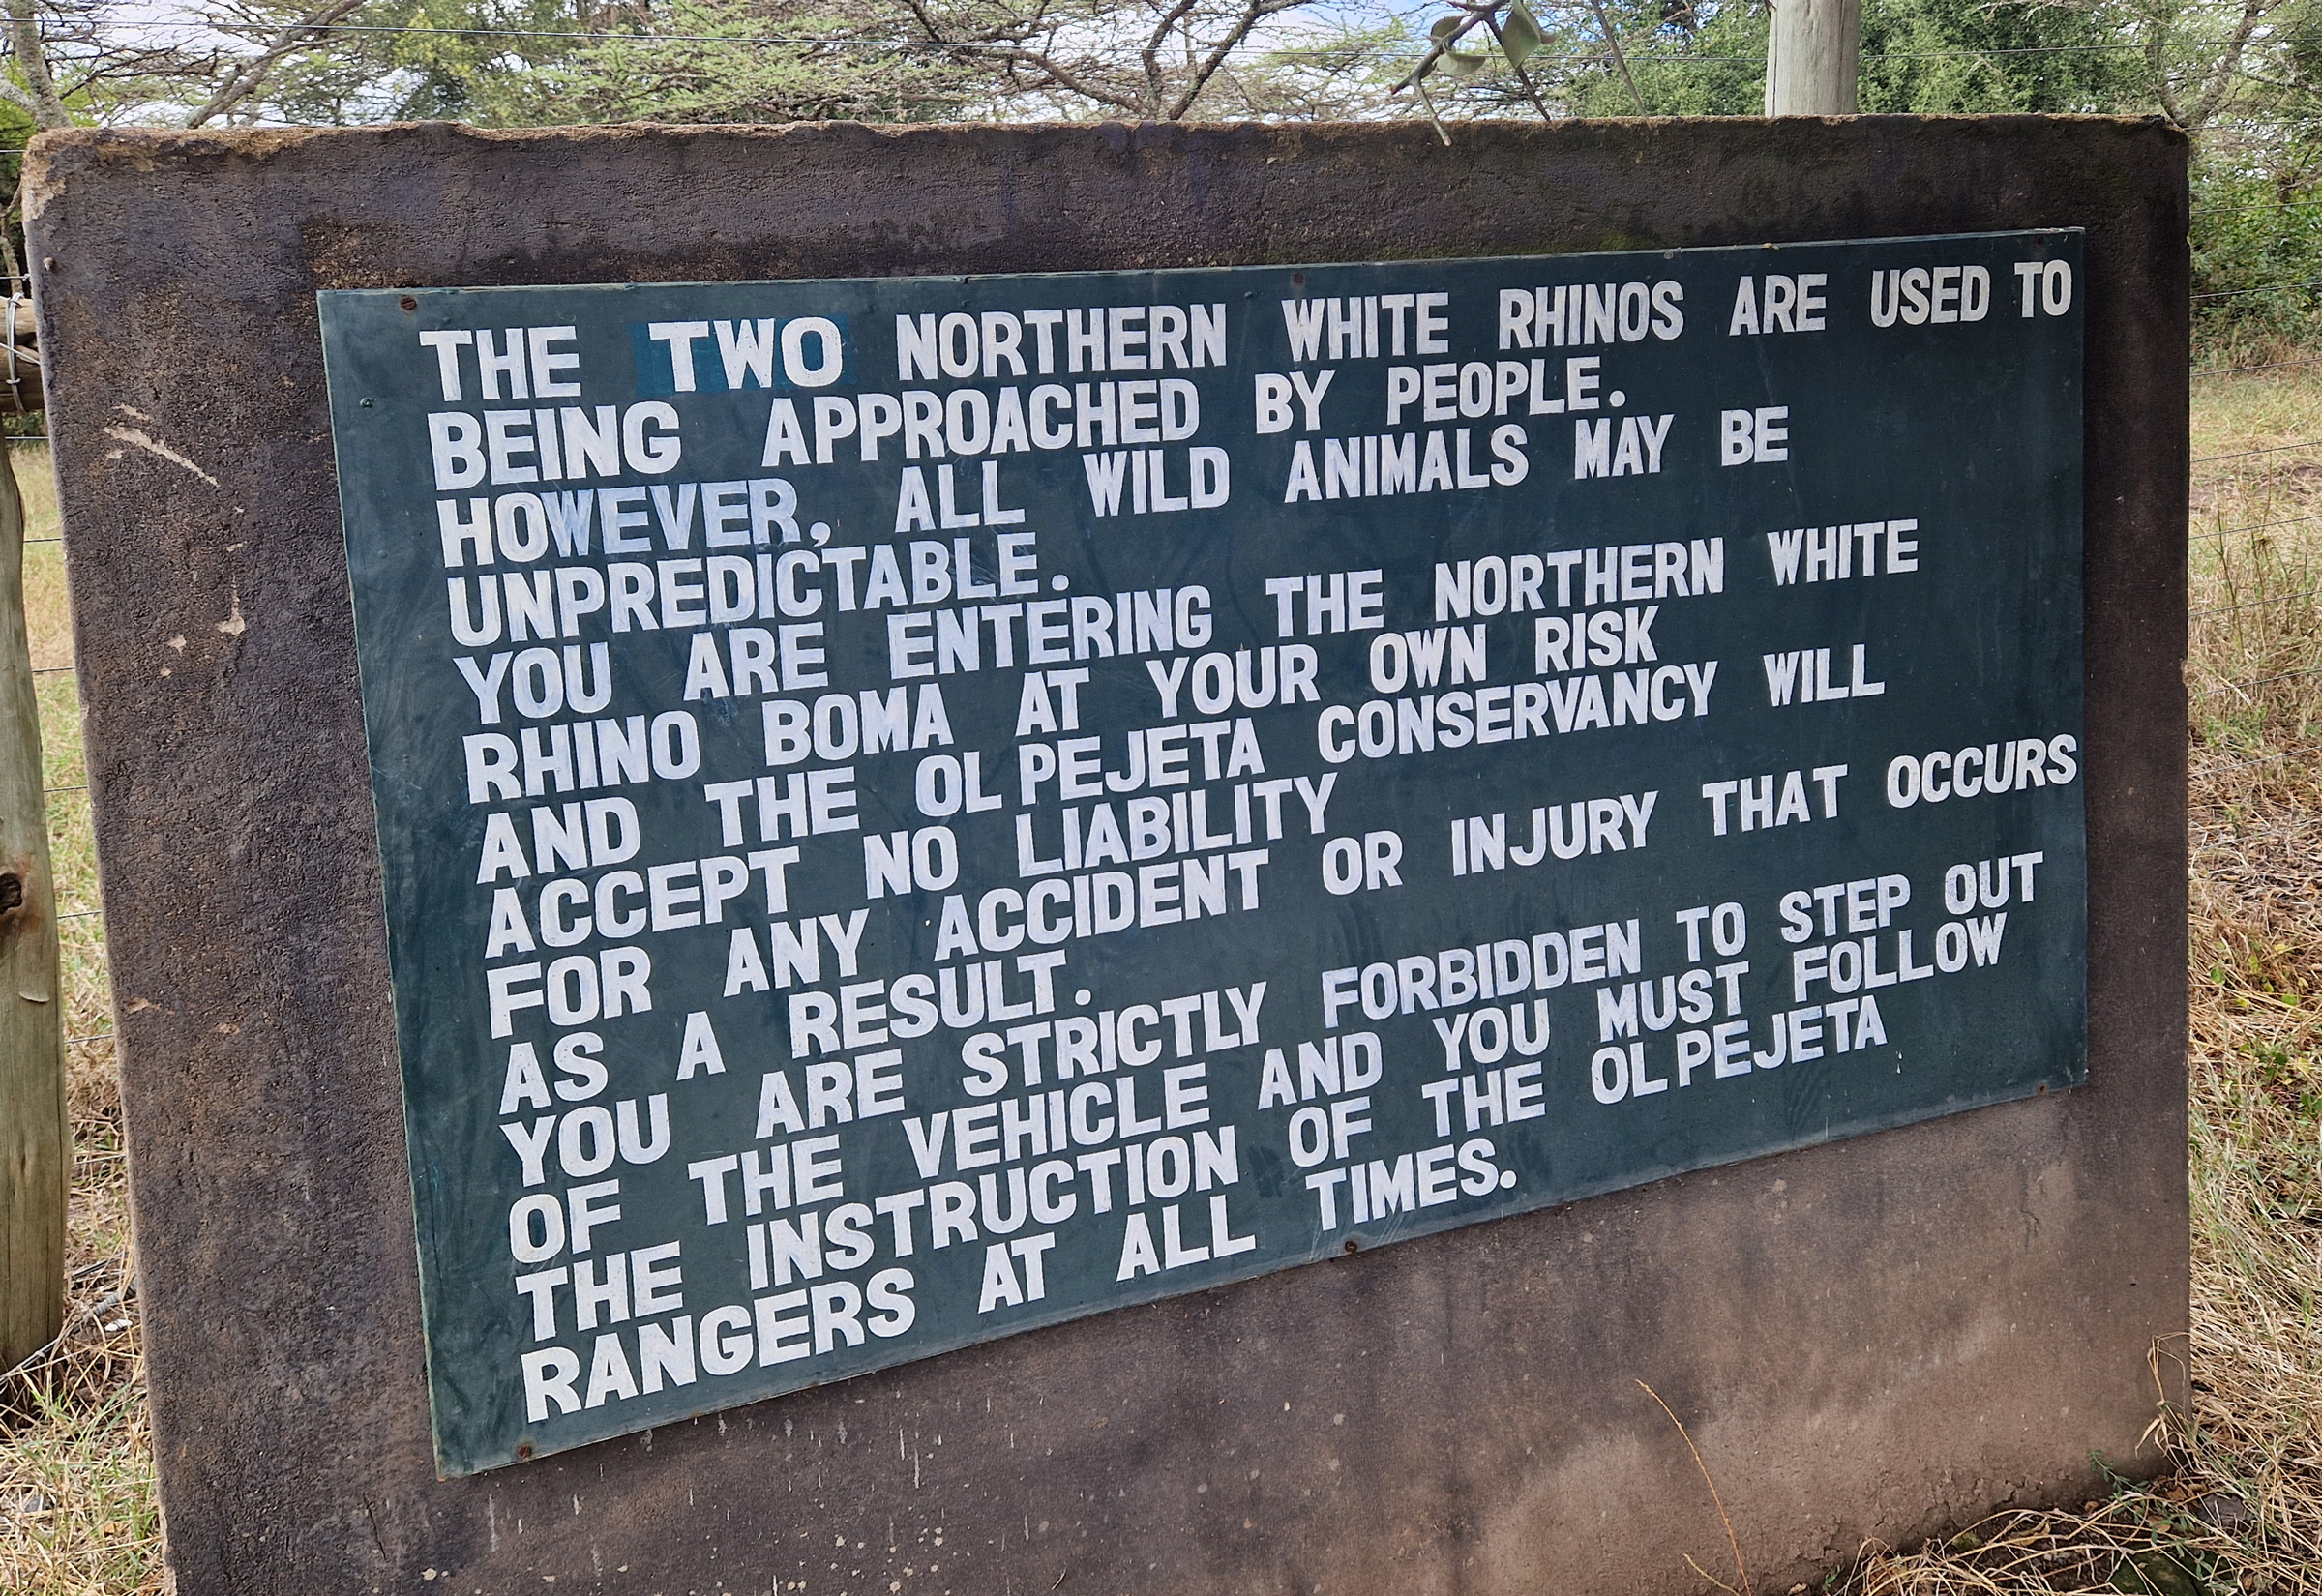 THE TWO NORTHERN WHITE RHINOS ARE USED TO
BEING APPROACHED BY PEOPLE.
HOWEVER, ALL WILD ANIMALS MAY BE
UNPREDICTABLE.
YOU ARE ENTERING THE NORTHERN WHITE
RHINO BOMA AT YOUR OWN RISK
AND THE OL PEJETA CONSERVANCY WILL
ACCEPT NO LIABILITY
FOR ANY ACCIDENT OR INJURY THAT OCCURS
AS A RESULT.
YOU ARE STRICTLY FORBIDDEN TO STEP OUT
OF THE VEHICLE AND YOU MUST FOLLOW
THE INSTRUCTION OF THE OL PEJETA
RANGERS AT ALL TIMES.